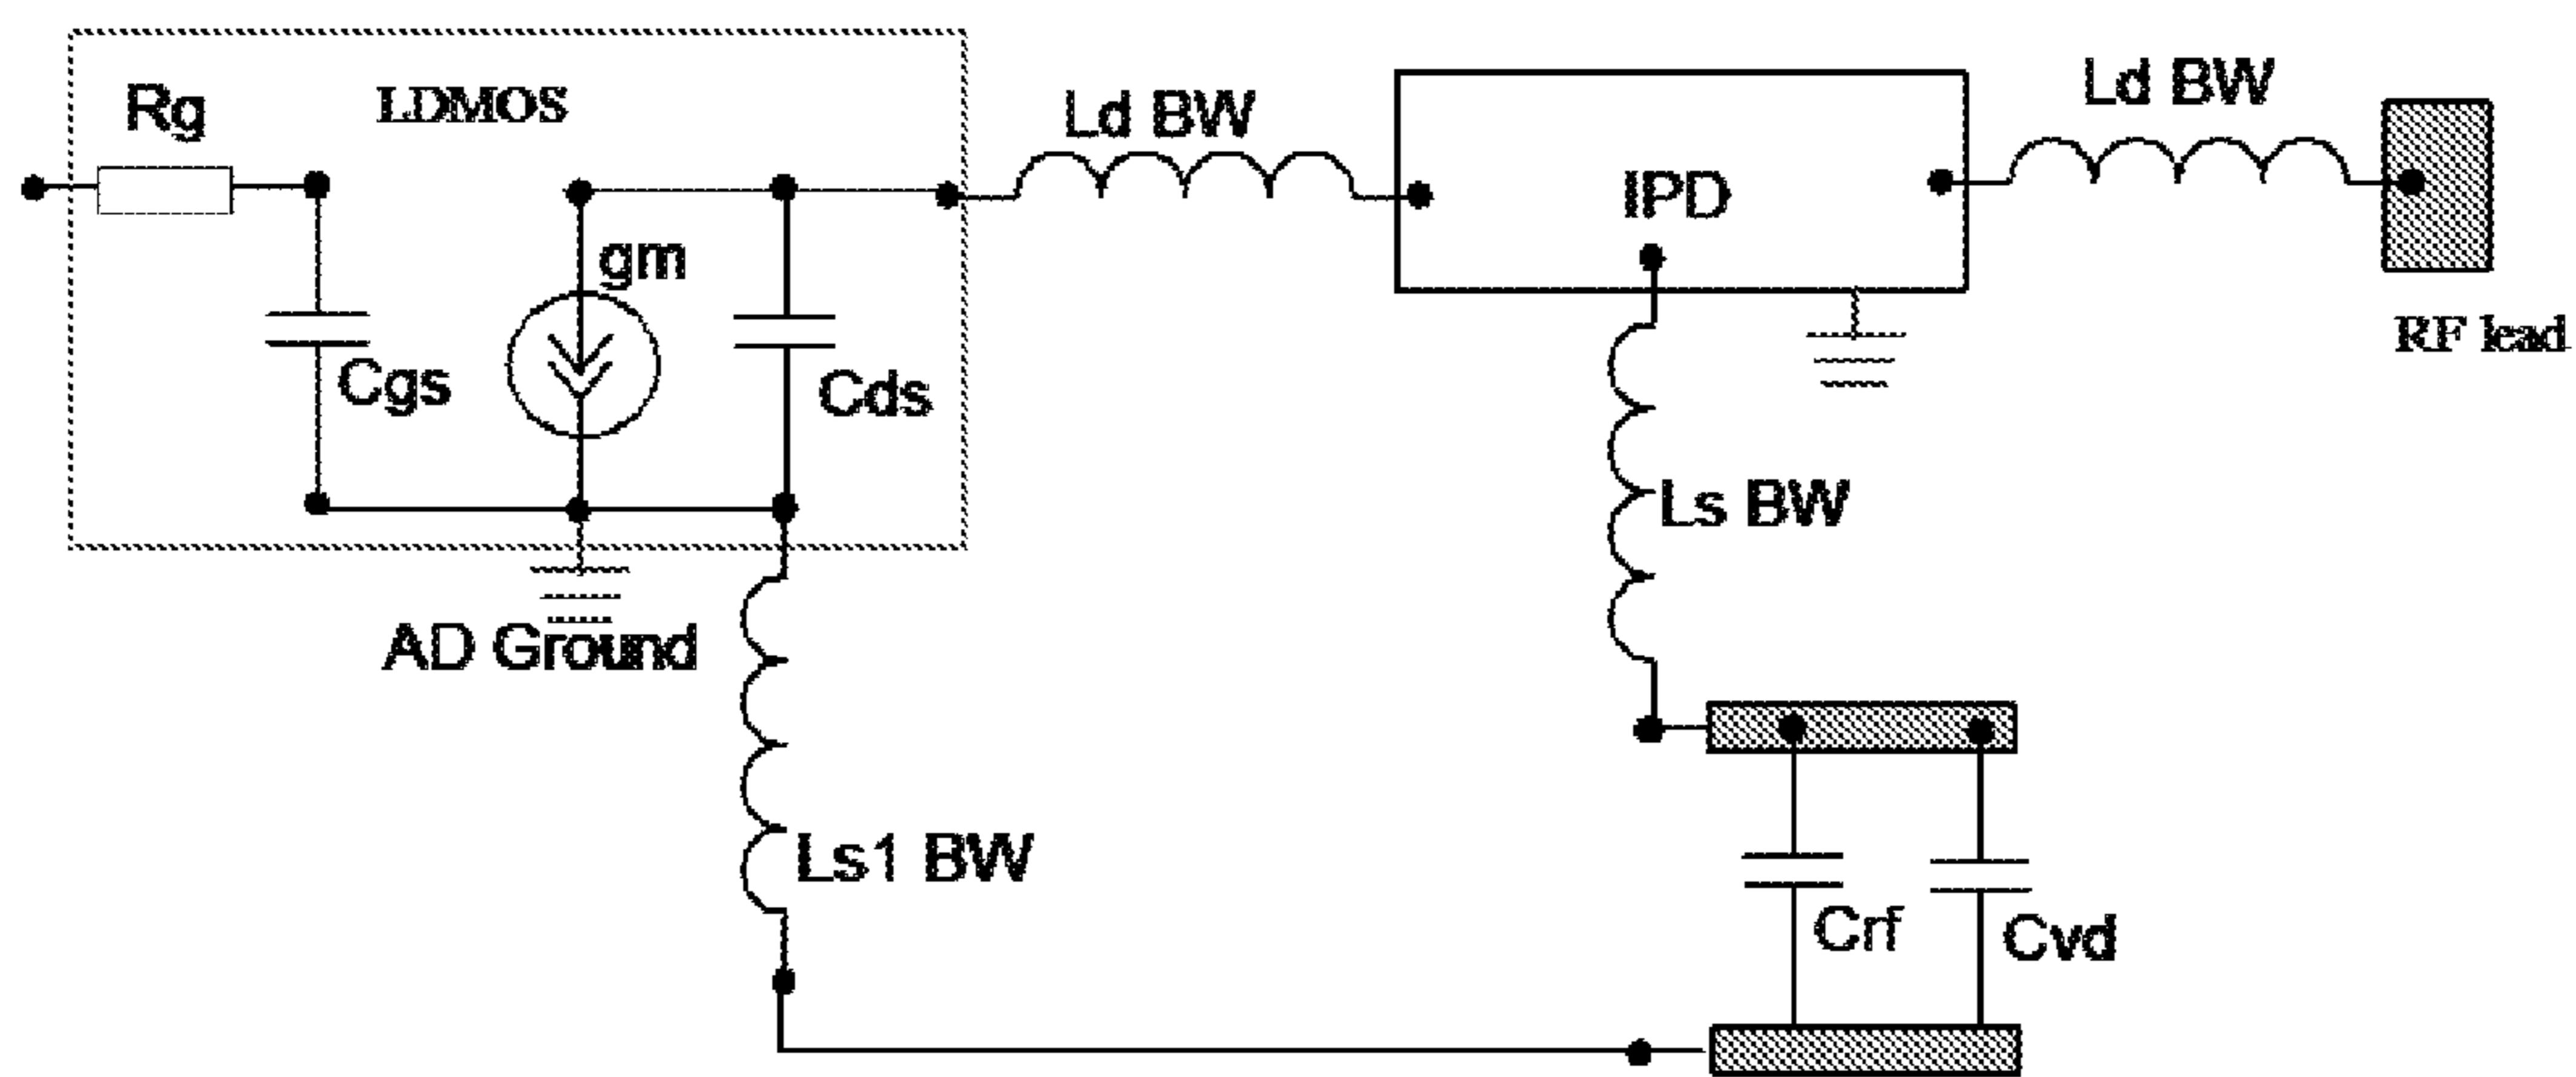 Ld BW
Ld BW
Rg
LDMOS
IPD
gm
RF lead
Cgs
Cds
Ls BW
AD Ground
Ls1 BW
Crf
Cvd